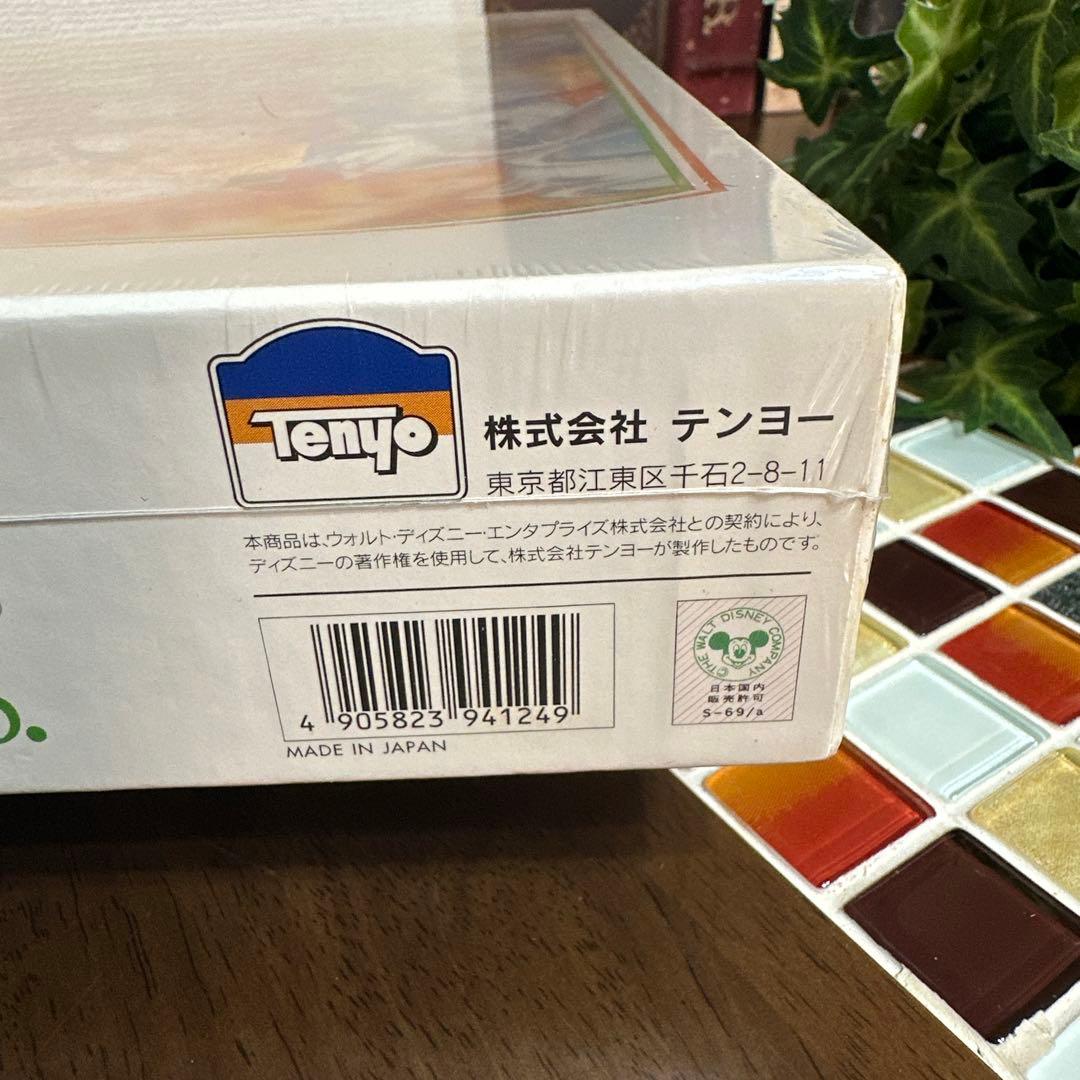 Tenyo
株式会社 テンヨー
東京都江東区千石2-8-11
本商品は、ウォルト・ディズニー・エンタプライズ株式会社との契約により、
ディズニーの著作権を使用して、株式会社テンヨーが製作したものです。
4 905823 941249
MADE IN JAPAN
©THE WALT DISNEY COMPANY
日本国内
販売許可
S-69/a